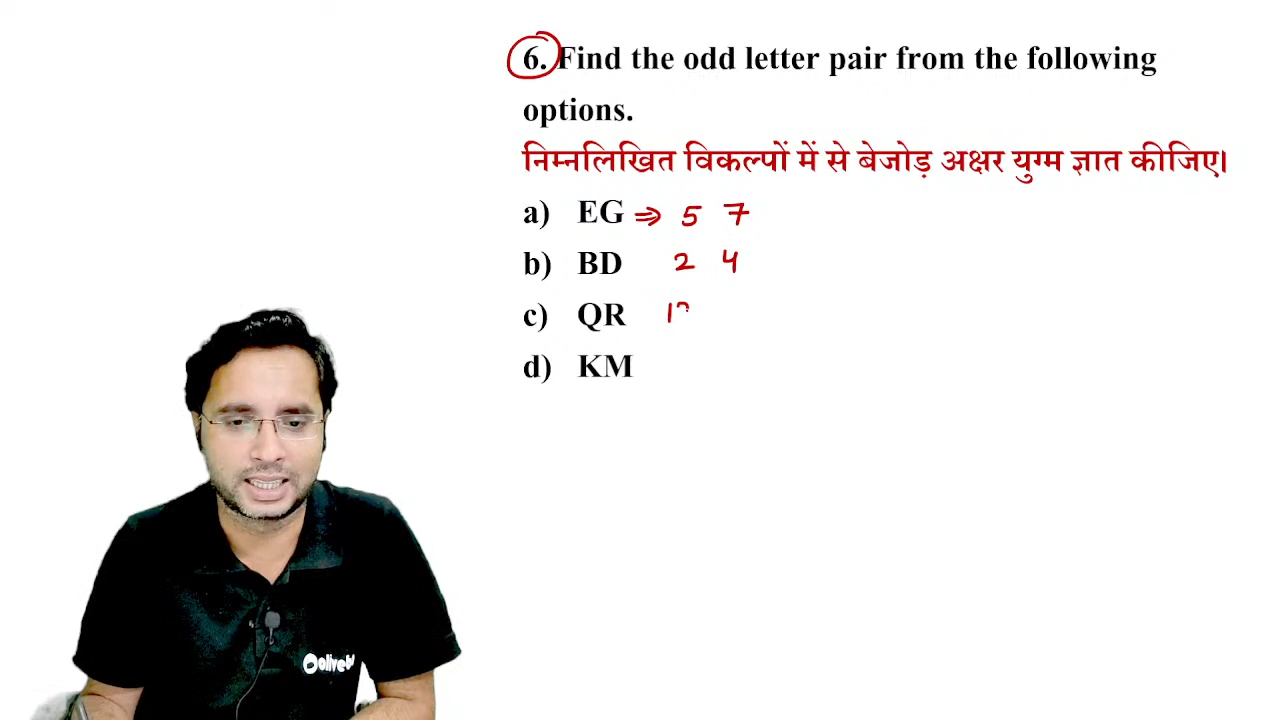 6. Find the odd letter pair from the following
options.
निम्नलिखित विकल्पों में से बेजोड़ अक्षर युग्म ज्ञात कीजिए।
a) EG ⇒ 5 7
b) BD 2 4
c) QR 1
d) KM